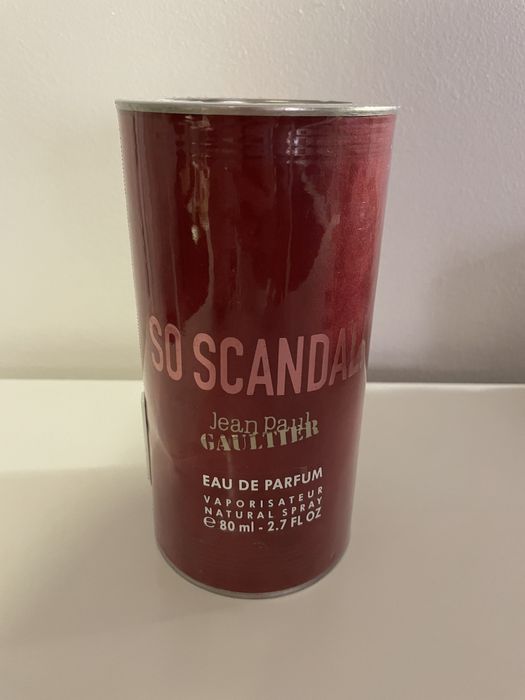 SO SCANDAL
Jean Paul
GAULTIER
EAU DE PARFUM
VAPORISATEUR
NATURAL SPRAY
℮ 80 ml - 2.7 FL OZ